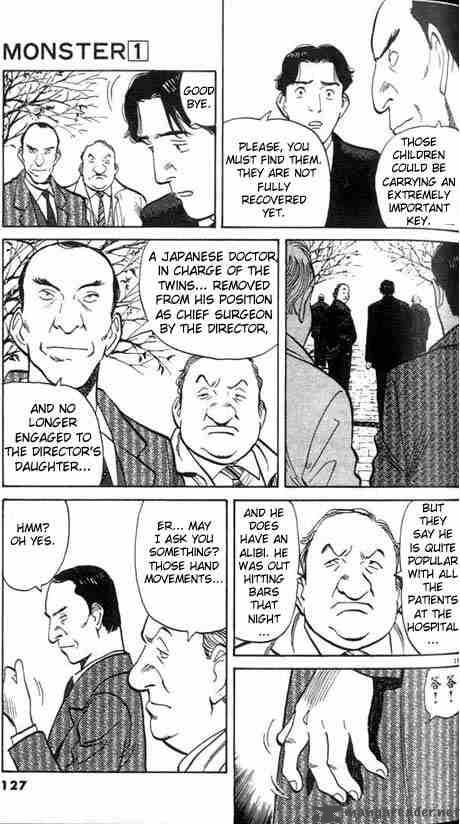 MONSTER 1
THOSE
CHILDREN
COULD BE
CARRYING AN
EXTREMELY
IMPORTANT
KEY.
PLEASE, YOU
MUST FIND THEM.
THEY ARE NOT
FULLY
RECOVERED
YET.
GOOD
BYE.
A JAPANESE DOCTOR
IN CHARGE OF THE
TWINS... REMOVED
FROM HIS POSITION
AS CHIEF SURGEON
BY THE DIRECTOR,
AND NO
LONGER
ENGAGED TO
THE DIRECTOR'S
DAUGHTER...
BUT
THEY
SAY HE
IS QUITE
POPULAR
WITH ALL
THE
PATIENTS
AT THE
HOSPITAL
...
AND HE
DOES
HAVE AN
ALIBI. HE
WAS OUT
HITTING
BARS
THAT
NIGHT
...
ER... MAY
I ASK YOU
SOMETHING?
THOSE HAND
MOVEMENTS...
HMM?
OH YES.
127
mangareader.net